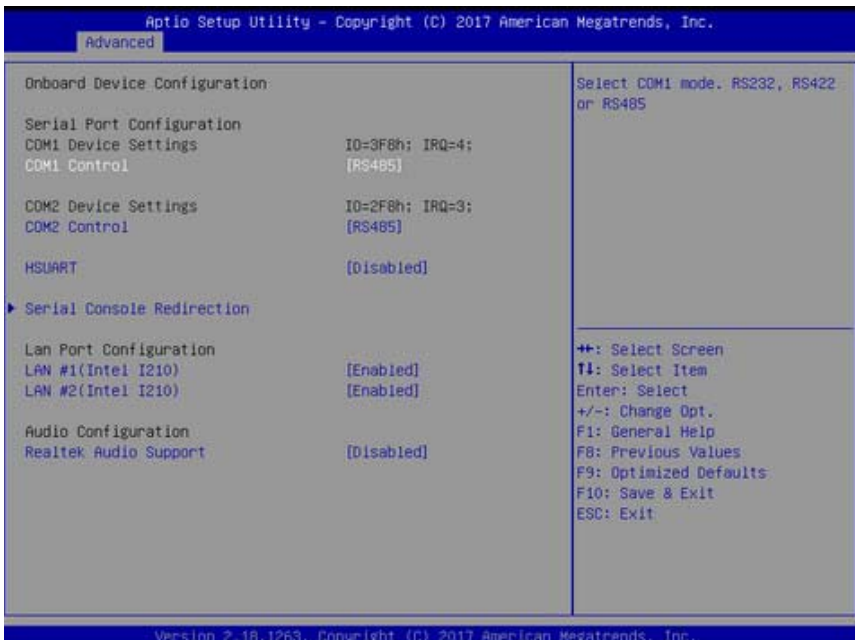 Aptio Setup Utility – Copyright (C) 2017 American Megatrends, Inc.
Advanced
Onboard Device Configuration
Serial Port Configuration
COM1 Device Settings IO=3F8h; IRQ=4;
COM1 Control [RS485]
COM2 Device Settings IO=2F8h; IRQ=3;
COM2 Control [RS485]
HSUART [Disabled]
Serial Console Redirection
Lan Port Configuration
LAN #1(Intel I210) [Enabled]
LAN #2(Intel I210) [Enabled]
Audio Configuration
Realtek Audio Support [Disabled]
Select COM1 mode. RS232, RS422
or RS485
→←: Select Screen
↑↓: Select Item
Enter: Select
+/-: Change Opt.
F1: General Help
F8: Previous Values
F9: Optimized Defaults
F10: Save & Exit
ESC: Exit
Version 2.18.1263. Copyright (C) 2017 American Megatrends, Inc.